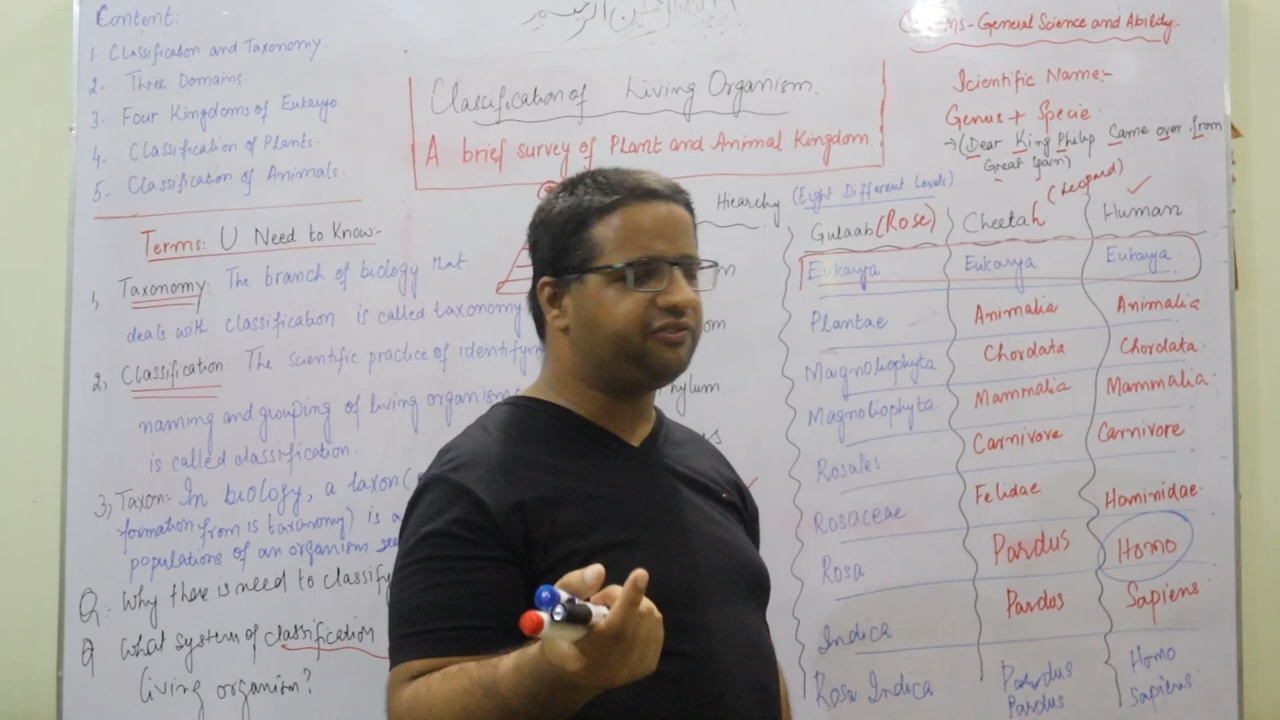 Content:
1. Classification and Taxonomy.
2. Three Domains
3. Four Kingdoms of Eukarya
4. Classification of Plants.
5. Classification of Animals.
Terms: U Need to Know:-
1, Taxonomy: The branch of biology that
deals with classification is called taxonomy
2, Classification The scientific practice of
naming and grouping of living organisms
is called classification.
3, Taxon: In biology, a taxon
formation from is taxonomy) is a
populations of an organism
Q: Why there is need to classify
Q What system of classification
living organism?
Classification of Living Organism.
A brief survey of Plant and Animal Kingdom.
- General Science and Ability.
Scientific Name:-
Genus + Specie.
→ (Dear King Philip Came over from
Great Spain)
Hiearchy (Eight Different Levels)
Gulaab (Rose) Cheetah (Leopard) Human
Eukarya Eukarya Eukarya
Plantae Animalia Animalia
Magnoliophyta Chordata Chordata.
Magnoliophyta. Mammalia Mammalia.
Rosales Carnivore Carnivore
Rosaceae Felidae Hominidae.
Rosa Pardus Homo
Indica Pardus Sapiens
Rosa Indica Pardus Pardus Homo Sapiens